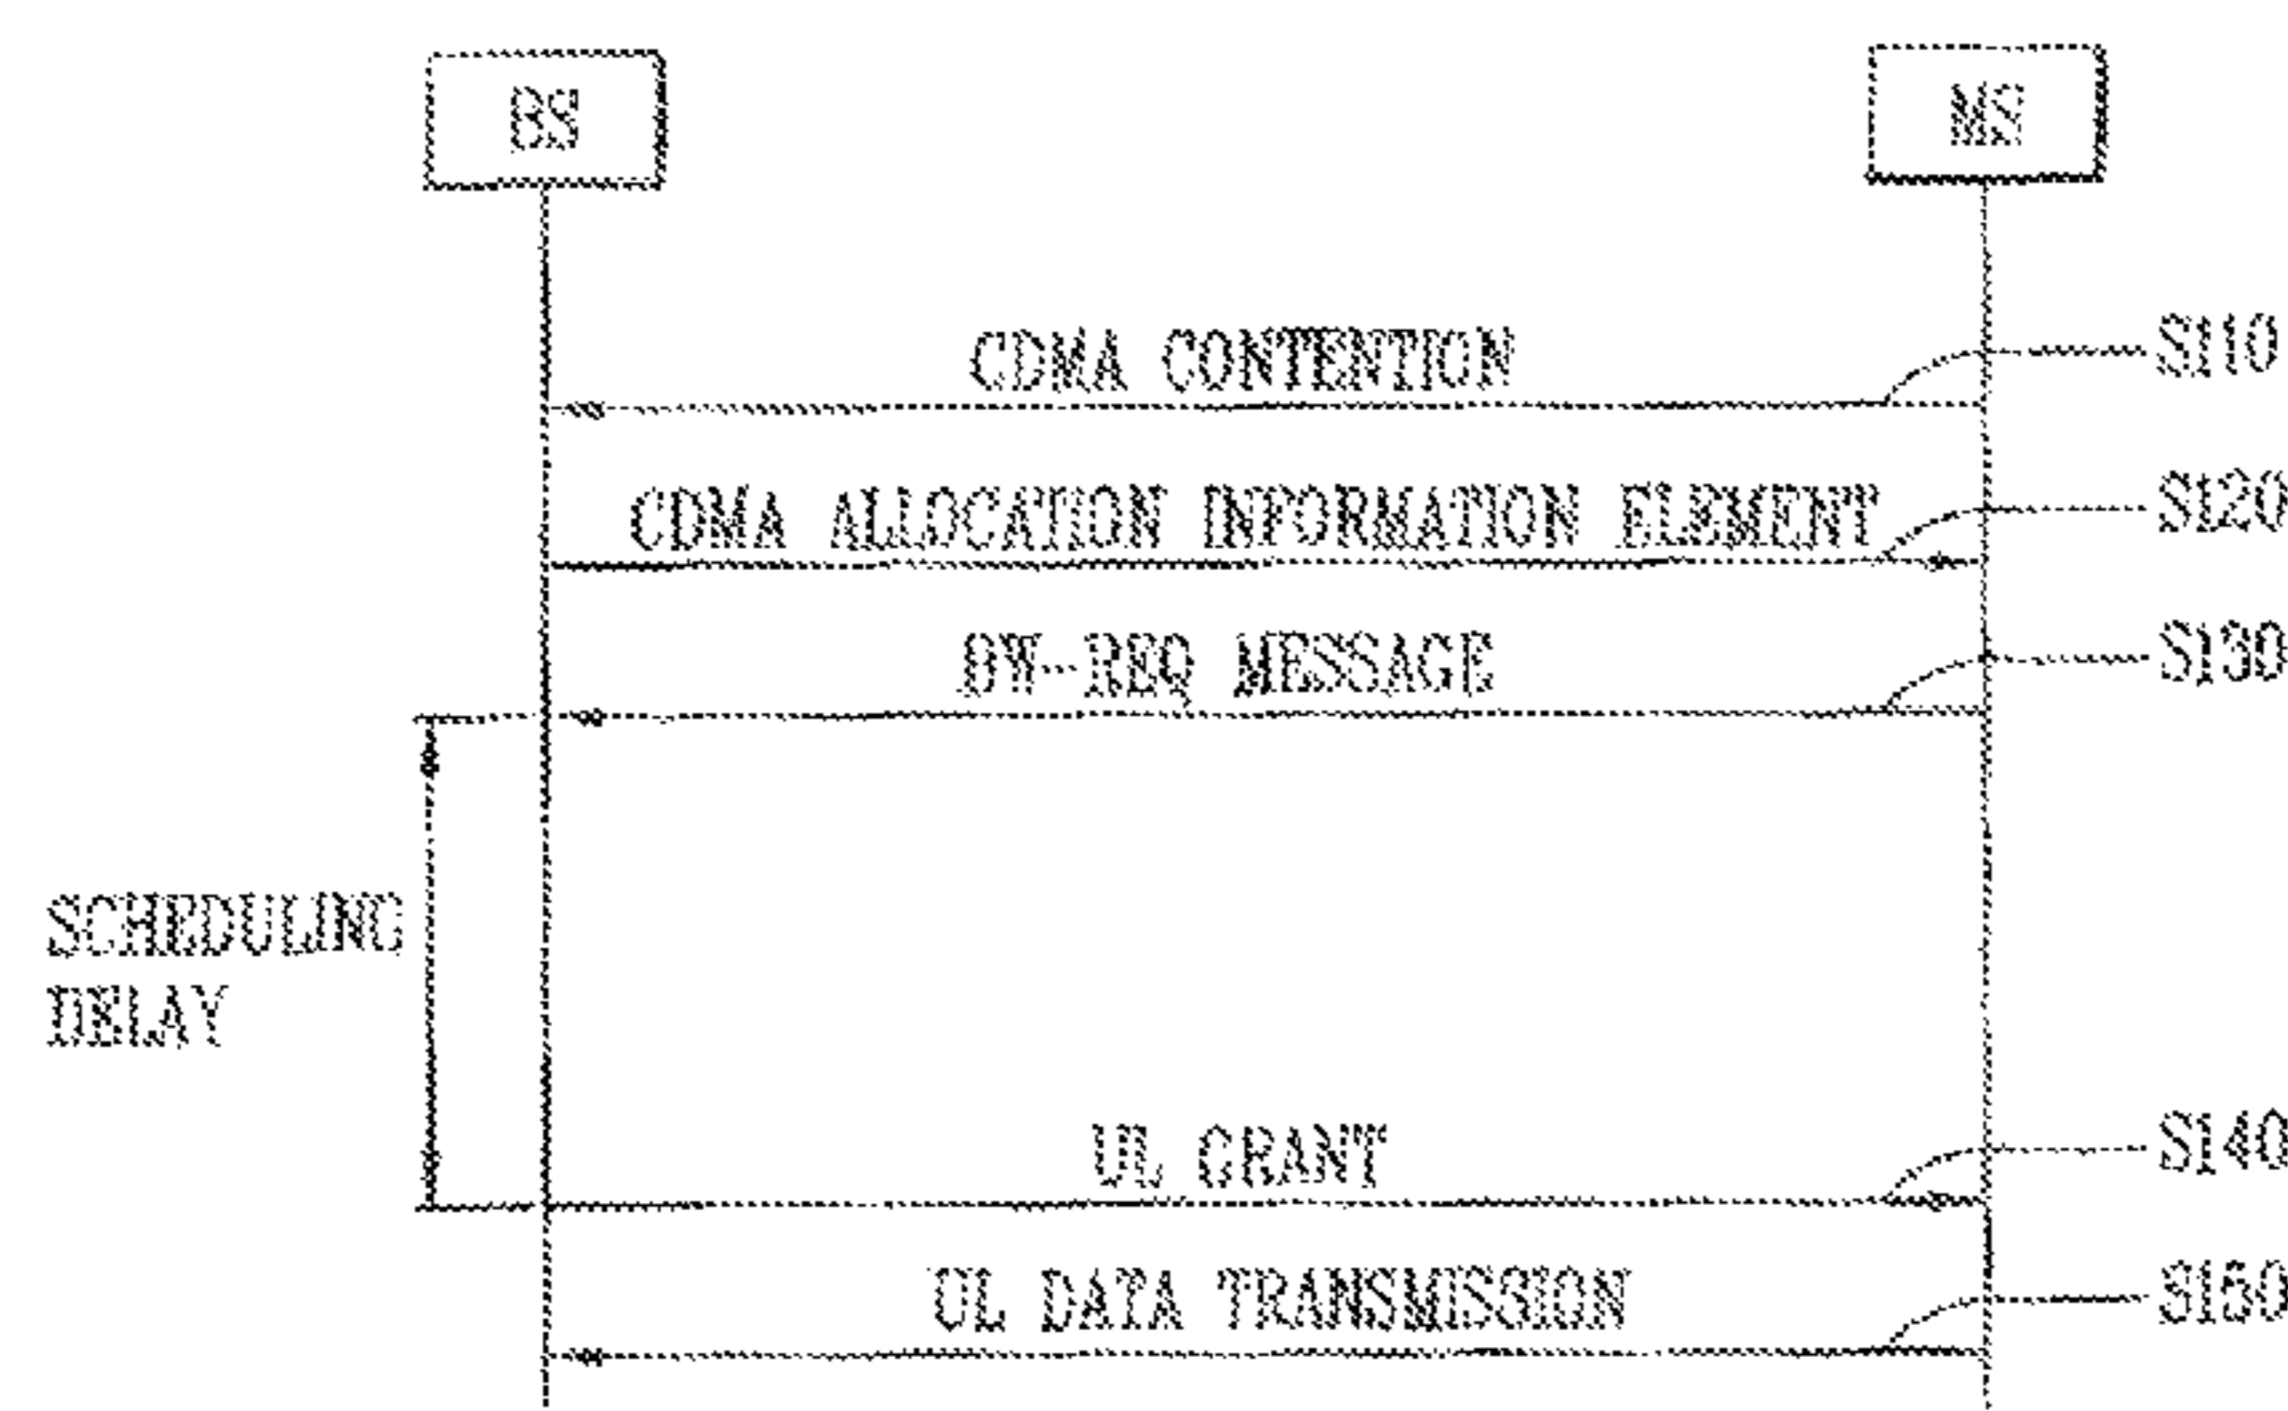 BS
MS
CDMA CONTENTION
S110
CDMA ALLOCATION INFORMATION ELEMENT
S120
BW-REQ MESSAGE
S130
SCHEDULING
DELAY
UL GRANT
S140
UL DATA TRANSMISSION
S150